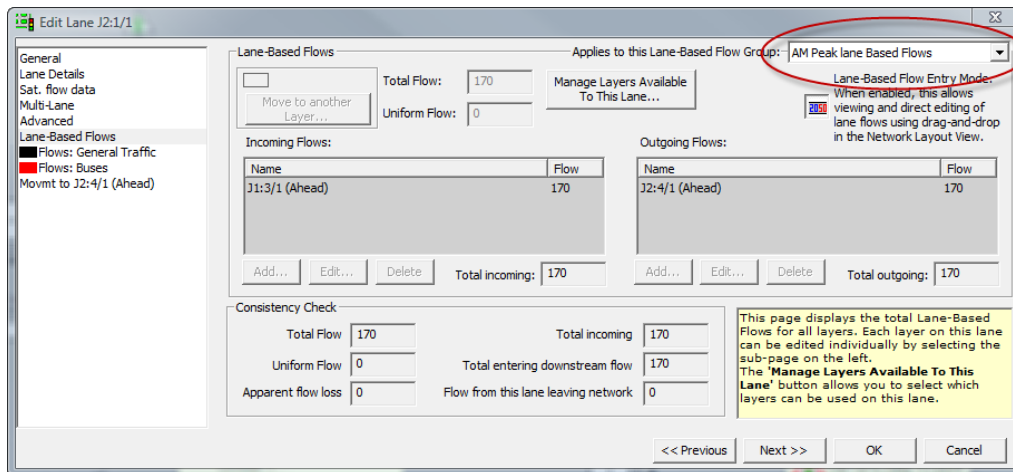 Edit Lane J2:1/1
General
Lane Details
Sat. flow data
Multi-Lane
Advanced
Lane-Based Flows
Flows: General Traffic
Flows: Buses
Movmt to J2:4/1 (Ahead)
Lane-Based Flows
Applies to this Lane-Based Flow Group:
AM Peak lane Based Flows
Move to another
Layer...
Total Flow: 170
Uniform Flow: 0
Manage Layers Available
To This Lane...
2050
Lane-Based Flow Entry Mode:
When enabled, this allows
viewing and direct editing of
lane flows using drag-and-drop
in the Network Layout View.
Incoming Flows:
Name Flow
J1:3/1 (Ahead) 170
Add... Edit... Delete Total incoming: 170
Outgoing Flows:
Name Flow
J2:4/1 (Ahead) 170
Add... Edit... Delete Total outgoing: 170
Consistency Check
Total Flow 170 Total incoming 170
Uniform Flow 0 Total entering downstream flow 170
Apparent flow loss 0 Flow from this lane leaving network 0
This page displays the total Lane-Based
Flows for all layers. Each layer on this lane
can be edited individually by selecting the
sub-page on the left.
The 'Manage Layers Available To This
Lane' button allows you to select which
layers can be used on this lane.
<< Previous Next >> OK Cancel